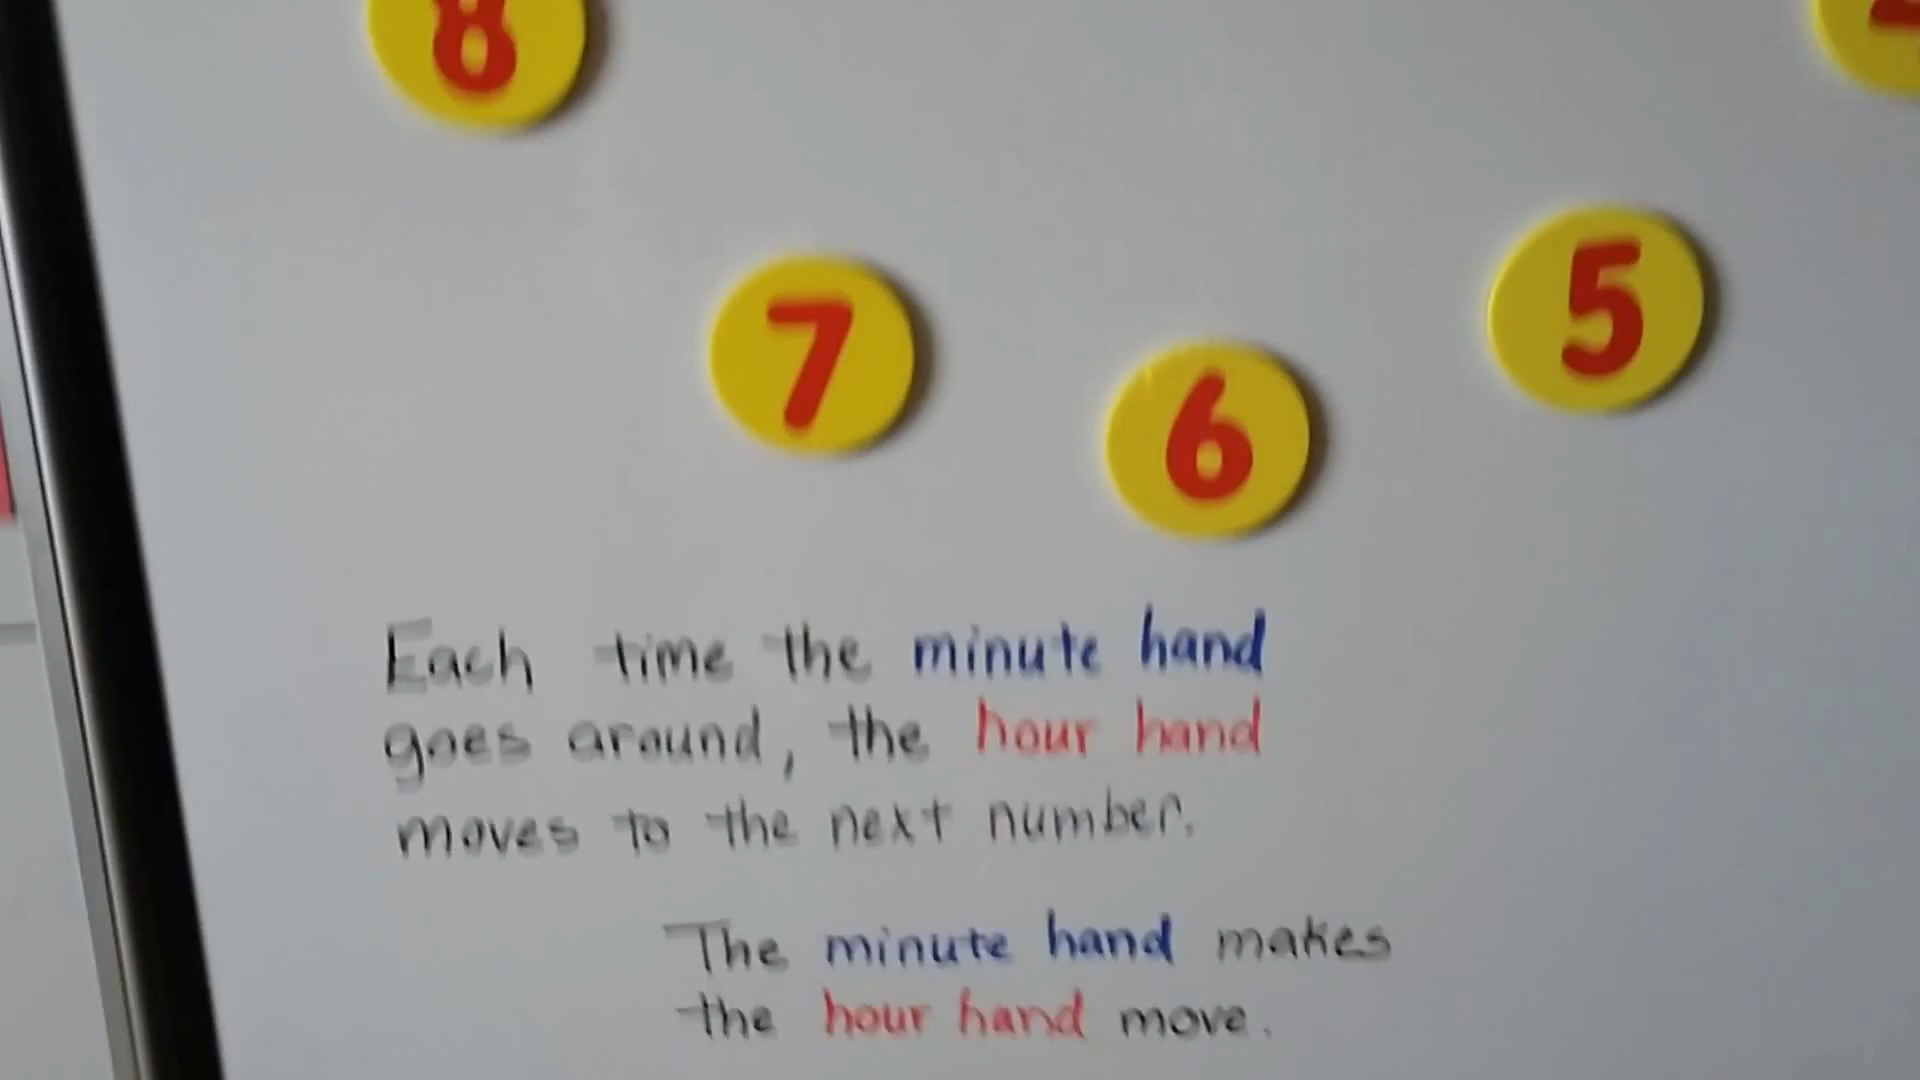 8
7
6
5
Each time the minute hand
goes around, the hour hand
moves to the next number.
The minute hand makes
the hour hand move.